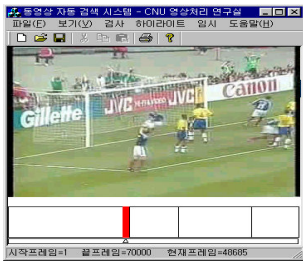 동영상 자동 검색 시스템 - CNU 영상처리 연구실
파일(F) 보기(V) 검사 하이라이트 임시 도움말(H)
Gillette JVC JVC Canon
시작프레임=1 끝프레임=70000 현재프레임=48685